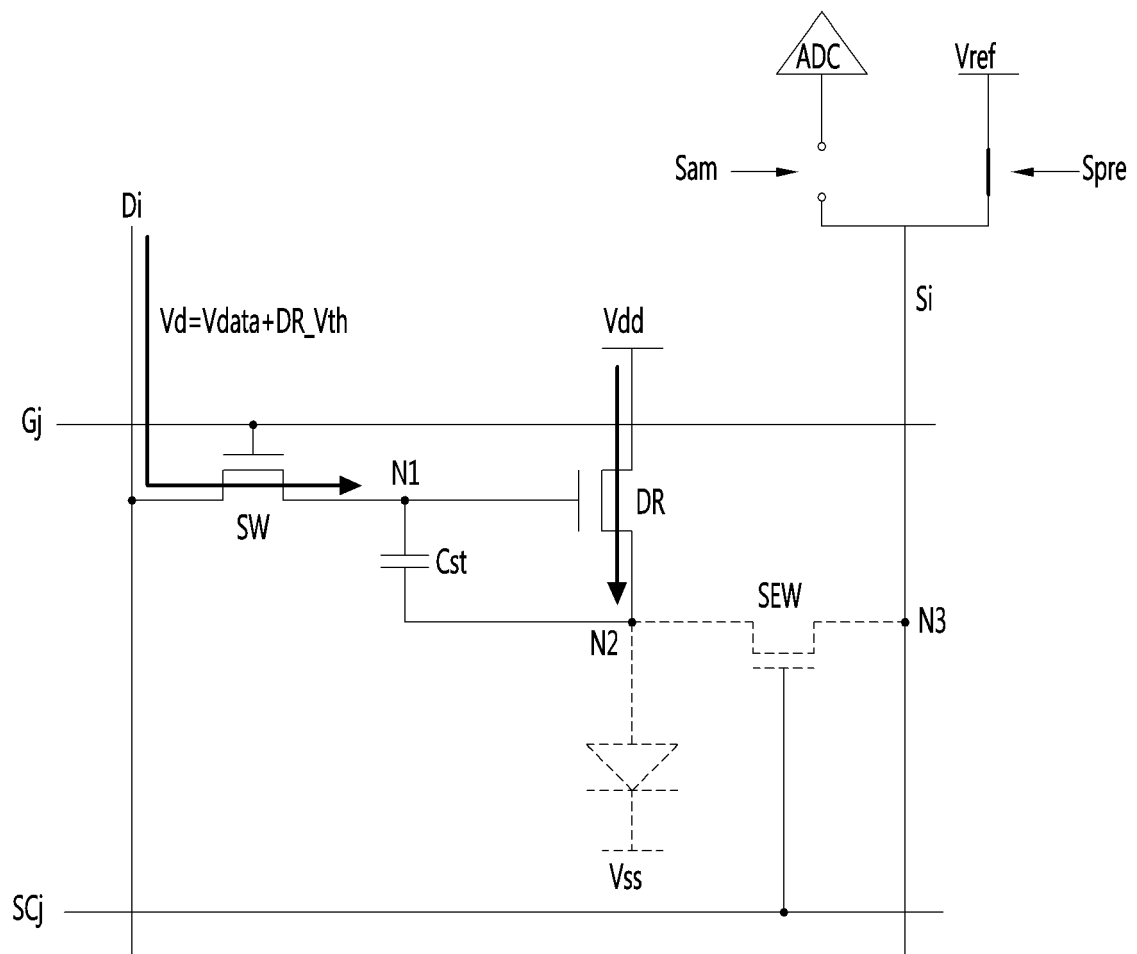 ADC
Vref
Sam
Spre
Di
Si
Vd=Vdata+DR_Vth
Vdd
Gj
N1
DR
SW
Cst
SEW
N2
N3
Vss
SCj